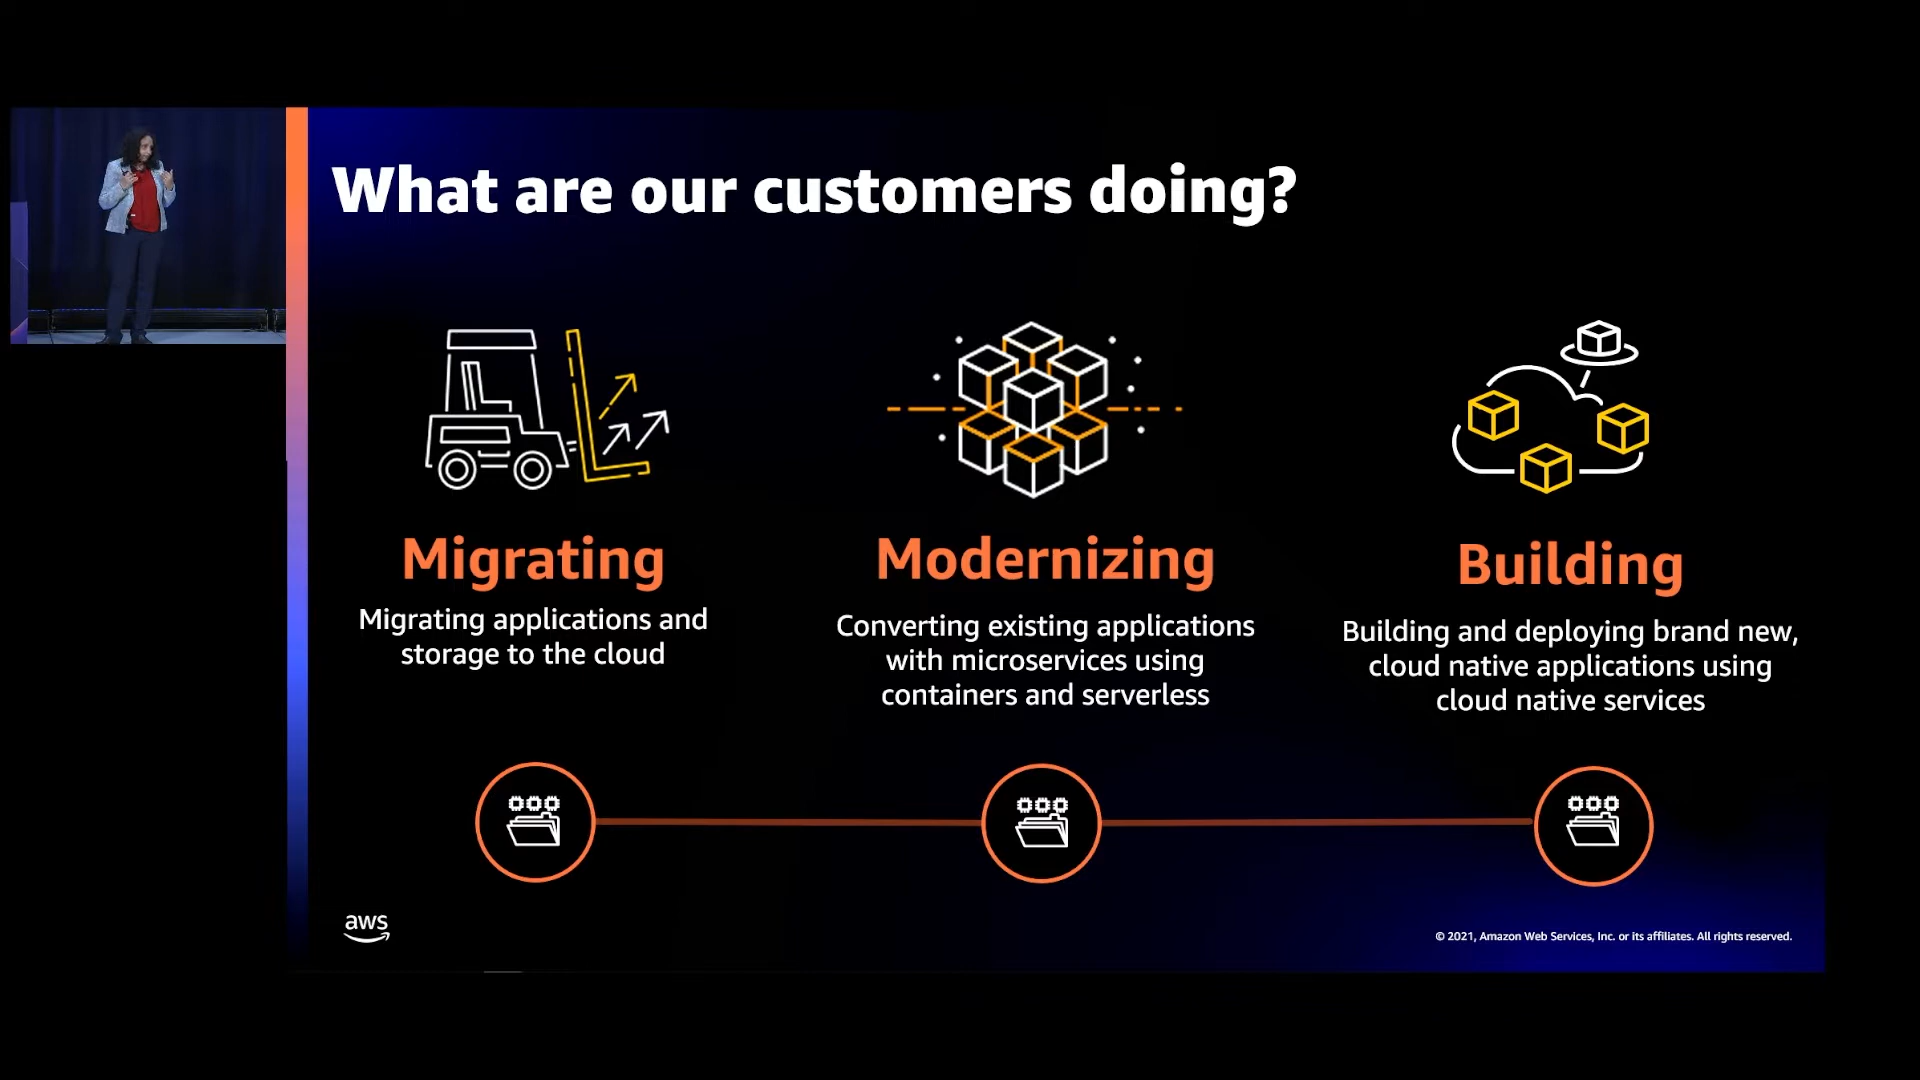 What are our customers doing?
Migrating
Migrating applications and
storage to the cloud
Modernizing
Converting existing applications
with microservices using
containers and serverless
Building
Building and deploying brand new,
cloud native applications using
cloud native services
aws
© 2021, Amazon Web Services, Inc. or its affiliates. All rights reserved.